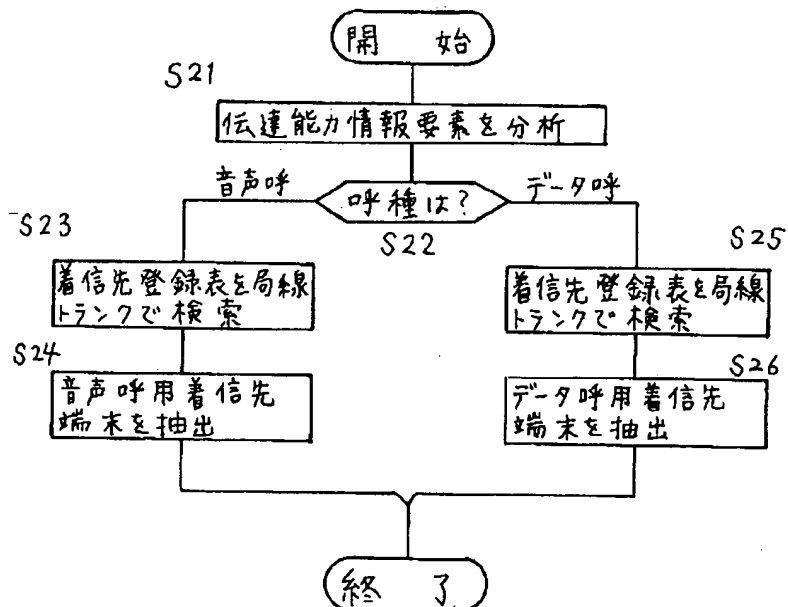 開 始
S21
伝達能力情報要素を分析
音声呼
呼種は?
データ呼
S22
S23
着信先登録表を局線
トランクで検索
S24
音声呼用着信先
端末を抽出
S25
着信先登録表を局線
トランクで検索
S26
データ呼用着信先
端末を抽出
終 了